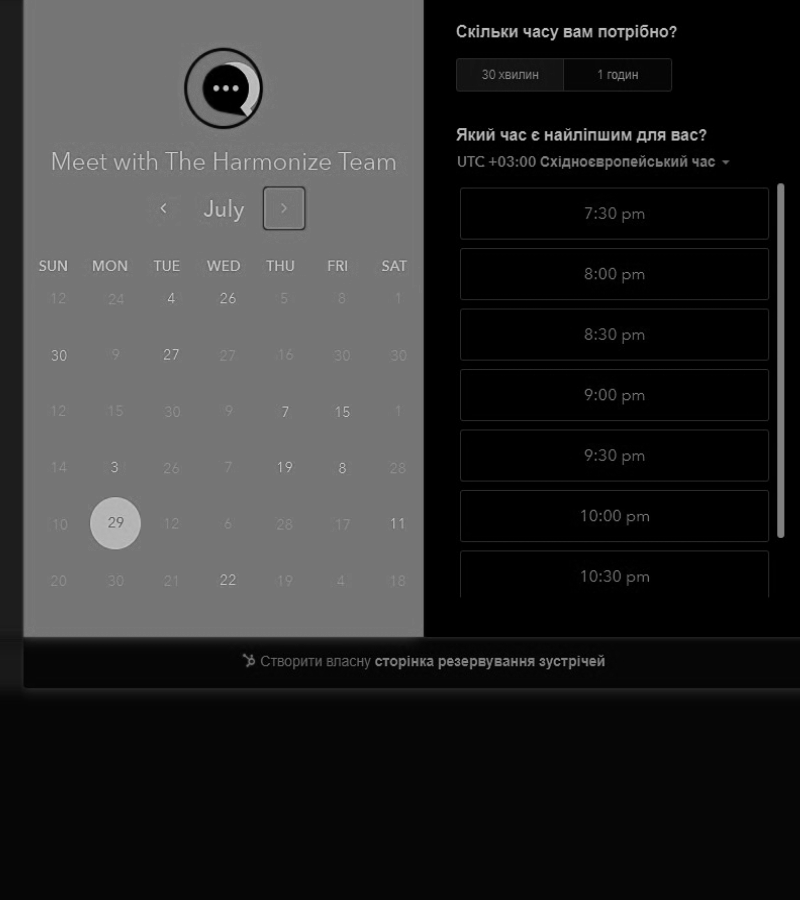 Meet with The Harmonize Team
July
SUN MON TUE WED THU FRI SAT
12 24 4 26 5 8 1
30 9 27 27 16 30 30
12 15 30 9 7 15 1
14 3 26 7 19 8 28
10 29 12 6 28 17 11
20 30 21 22 19 4 18
Скільки часу вам потрібно?
30 хвилин 1 годин
Який час є найліпшим для вас?
UTC +03:00 Східноєвропейський час
7:30 pm
8:00 pm
8:30 pm
9:00 pm
9:30 pm
10:00 pm
10:30 pm
Створити власну сторінка резервування зустрічей